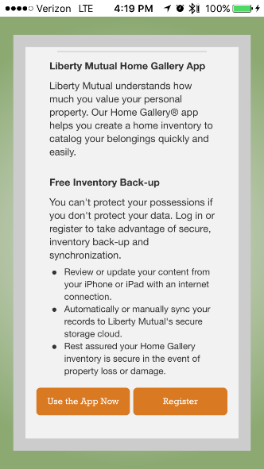 Verizon LTE 4:19 PM 100%
Liberty Mutual Home Gallery App
Liberty Mutual understands how
much you value your personal
property. Our Home Gallery® app
helps you create a home inventory to
catalog your belongings quickly and
easily.
Free Inventory Back-up
You can't protect your possessions if
you don't protect your data. Log in or
register to take advantage of secure,
inventory back-up and
synchronization.
• Review or update your content from
your iPhone or iPad with an internet
connection.
• Automatically or manually sync your
records to Liberty Mutual's secure
storage cloud.
• Rest assured your Home Gallery
inventory is secure in the event of
property loss or damage.
Use the App Now Register